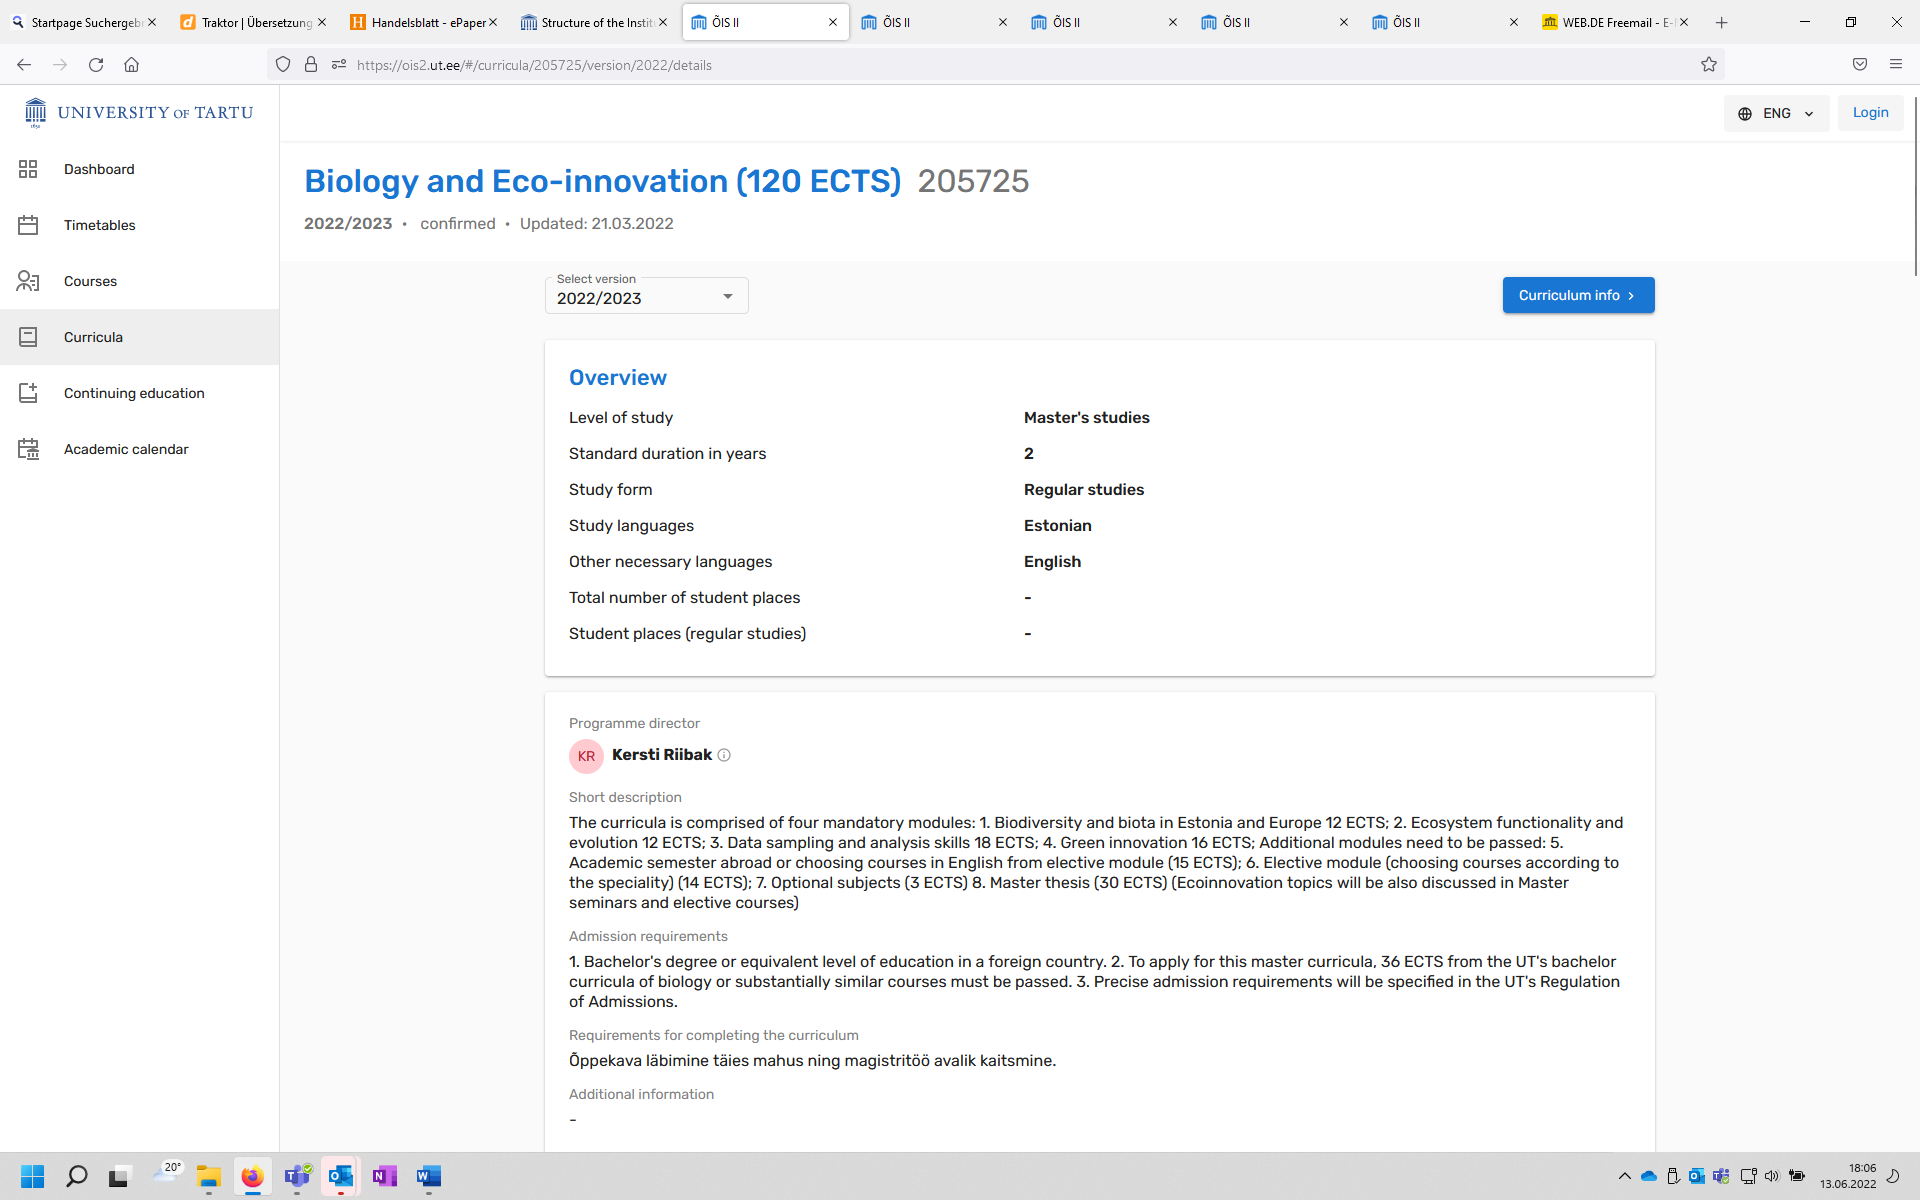 Startpage Suchergeb
Traktor | Übersetzung
Handelsblatt - ePaper
Structure of the Institu
ÕIS II
ÕIS II
ÕIS II
ÕIS II
ÕIS II
WEB.DE Freemail - E-
https://ois2.ut.ee/#/curricula/205725/version/2022/details
UNIVERSITY OF TARTU
ENG
Login
Dashboard
Timetables
Courses
Curricula
Continuing education
Academic calendar
Biology and Eco-innovation (120 ECTS) 205725
2022/2023 • confirmed • Updated: 21.03.2022
Select version
2022/2023
Curriculum info
Overview
Level of study Master's studies
Standard duration in years 2
Study form Regular studies
Study languages Estonian
Other necessary languages English
Total number of student places -
Student places (regular studies) -
Programme director
KR Kersti Riibak
Short description
The curricula is comprised of four mandatory modules: 1. Biodiversity and biota in Estonia and Europe 12 ECTS; 2. Ecosystem functionality and
evolution 12 ECTS; 3. Data sampling and analysis skills 18 ECTS; 4. Green innovation 16 ECTS; Additional modules need to be passed: 5.
Academic semester abroad or choosing courses in English from elective module (15 ECTS); 6. Elective module (choosing courses according to
the speciality) (14 ECTS); 7. Optional subjects (3 ECTS) 8. Master thesis (30 ECTS) (Ecoinnovation topics will be also discussed in Master
seminars and elective courses)
Admission requirements
1. Bachelor's degree or equivalent level of education in a foreign country. 2. To apply for this master curricula, 36 ECTS from the UT's bachelor
curricula of biology or substantially similar courses must be passed. 3. Precise admission requirements will be specified in the UT's Regulation
of Admissions.
Requirements for completing the curriculum
Õppekava läbimine täies mahus ning magistritöö avalik kaitsmine.
Additional information
-
20°
18:06
13.06.2022